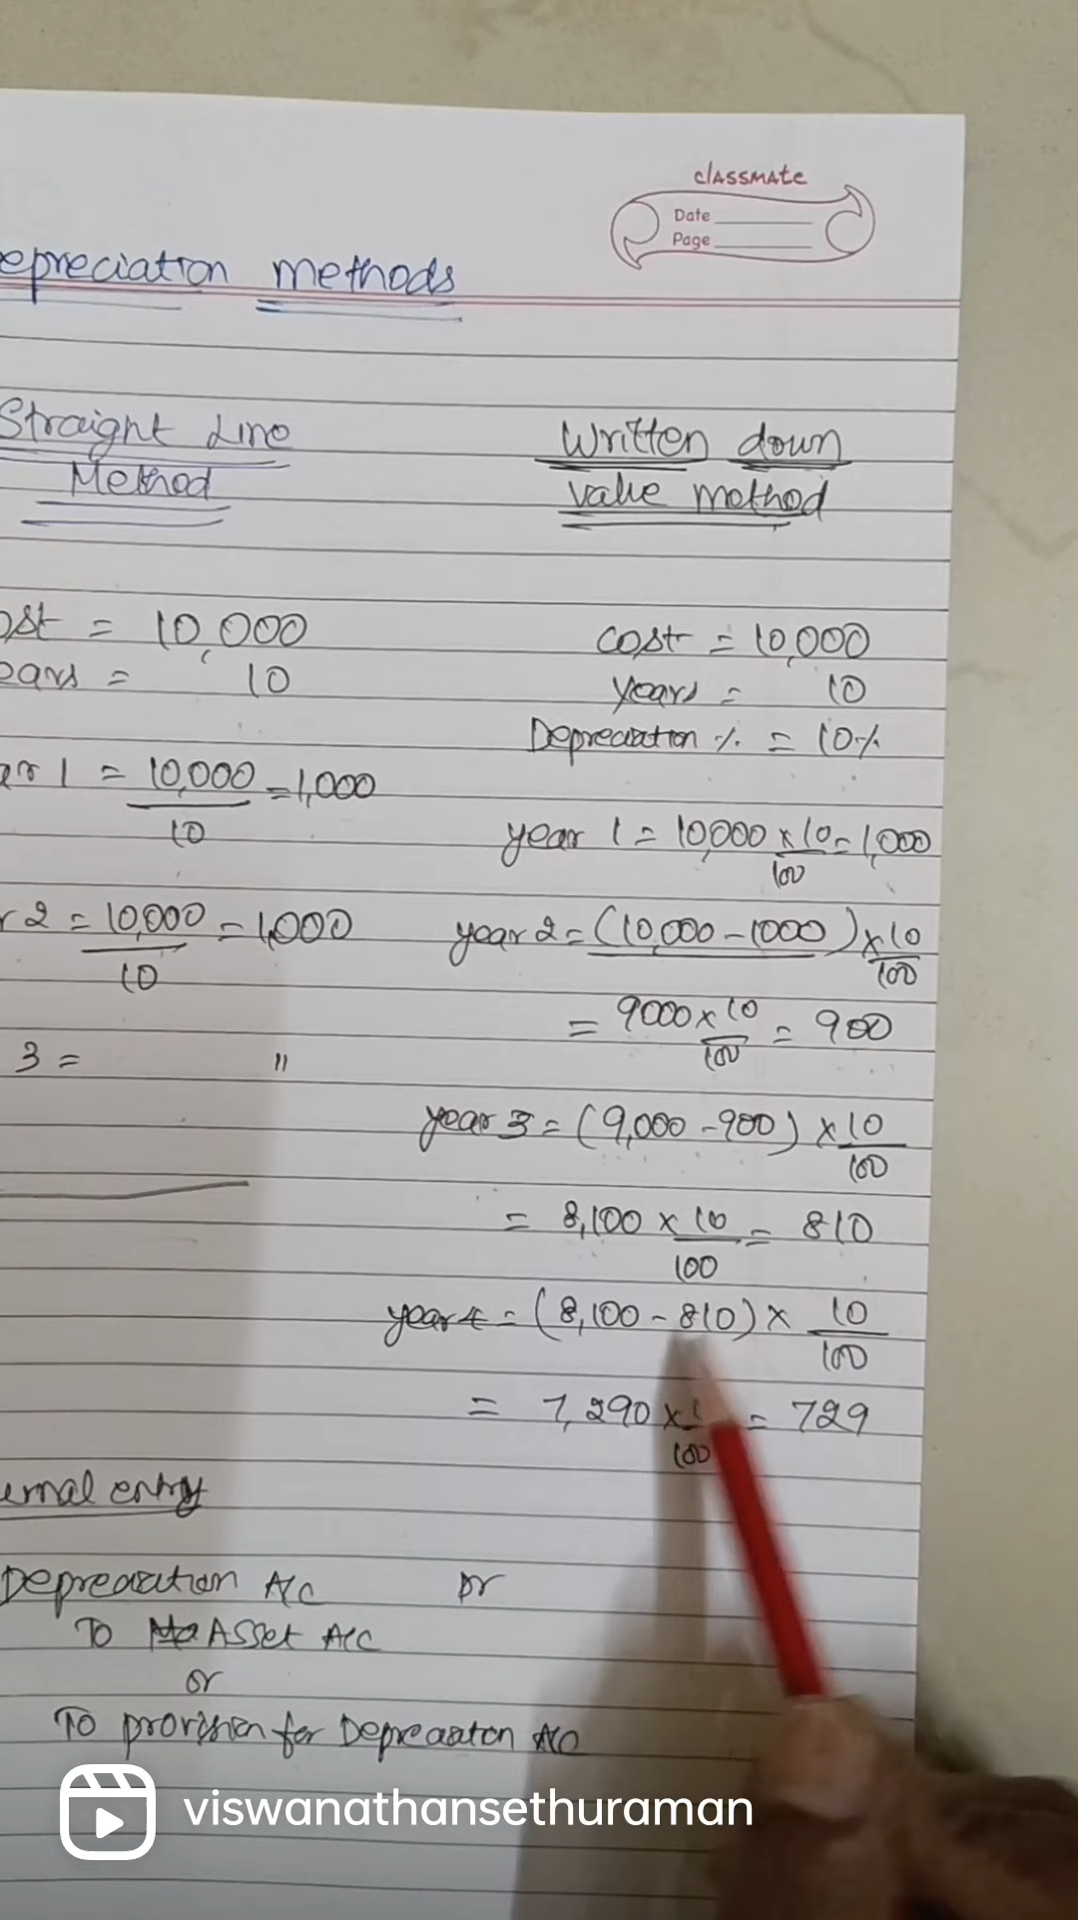 classmate
Date
Page
epreciation methods
Straight Line
Method
ost = 10,000
ears = 10
ar 1 = 10,000/10 = 1,000
r 2 = 10,000/10 = 1,000
3 = "
Written down
value method
cost = 10,000
years = 10
Depreciation % = 10%
year 1 = 10,000 x 10/100 = 1,000
year 2 = (10,000 - 1000) x 10/100
= 9000 x 10/100 = 900
year 3 = (9,000 - 900) x 10/100
= 8,100 x 10/100 = 810
year 4 = (8,100 - 810) x 10/100
= 7,290 x 1 /100 = 729
urnal entry
Depreciation A/C Dr
To Asset A/C
or
To provision for Depreciation A/C
viswanathansethuraman